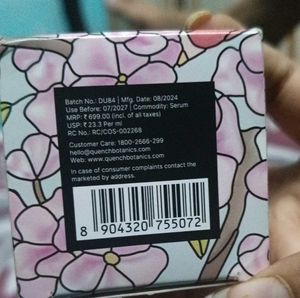 Batch No.: DU84 | Mfg. Date: 08/2024
Use Before: 07/2027 | Commodity: Serum
MRP: ₹ 699.00 (incl. of all taxes)
USP: ₹ 23.3 Per ml
RC No.: RC/COS-002268
Customer Care: 1800-2666-299
hello@quenchbotanics.com
Web: www.quenchbotanics.com
In case of consumer complaints contact the
marketed by address.
8 904320 755072